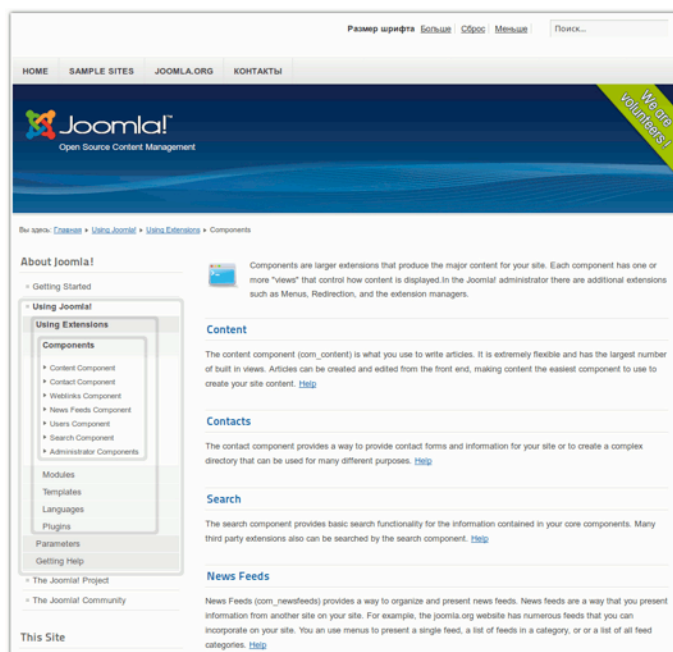 Размер шрифта Больше Сброс Меньше Поиск...
HOME SAMPLE SITES JOOMLA.ORG КОНТАКТЫ
We are
volunteers !
Joomla!™
Open Source Content Management
Вы здесь: Главная Using Joomla! Using Extensions Components
About Joomla!
Getting Started
Using Joomla!
Using Extensions
Components
Content Component
Contact Component
Weblinks Component
News Feeds Component
Users Component
Search Component
Administrator Components
Modules
Templates
Languages
Plugins
Parameters
Getting Help
The Joomla! Project
The Joomla! Community
This Site
Components are larger extensions that produce the major content for your site. Each component has one or
more "views" that control how content is displayed.In the Joomla! administrator there are additional extensions
such as Menus, Redirection, and the extension managers.
Content
The content component (com_content) is what you use to write articles. It is extremely flexible and has the largest number
of built in views. Articles can be created and edited from the front end, making content the easiest component to use to
create your site content. Help
Contacts
The contact component provides a way to provide contact forms and information for your site or to create a complex
directory that can be used for many different purposes. Help
Search
The search component provides basic search functionality for the information contained in your core components. Many
third party extensions also can be searched by the search component. Help
News Feeds
News Feeds (com_newsfeeds) provides a way to organize and present news feeds. News feeds are a way that you present
information from another site on your site. For example, the joomla.org website has numerous feeds that you can
incorporate on your site. You an use menus to present a single feed, a list of feeds in a category, or or a list of all feed
categories. Help